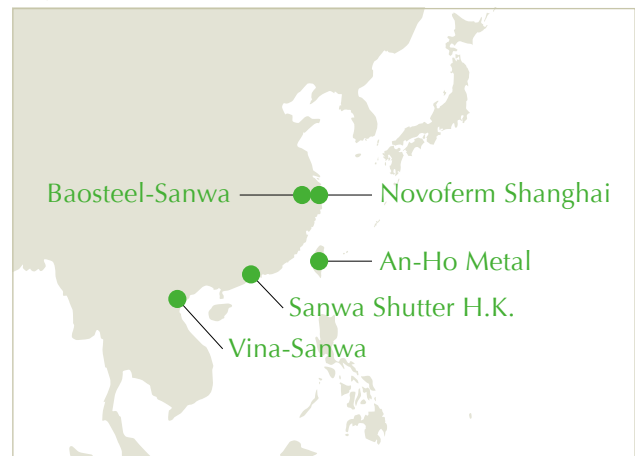 Baosteel-Sanwa
Novoferm Shanghai
An-Ho Metal
Sanwa Shutter H.K.
Vina-Sanwa